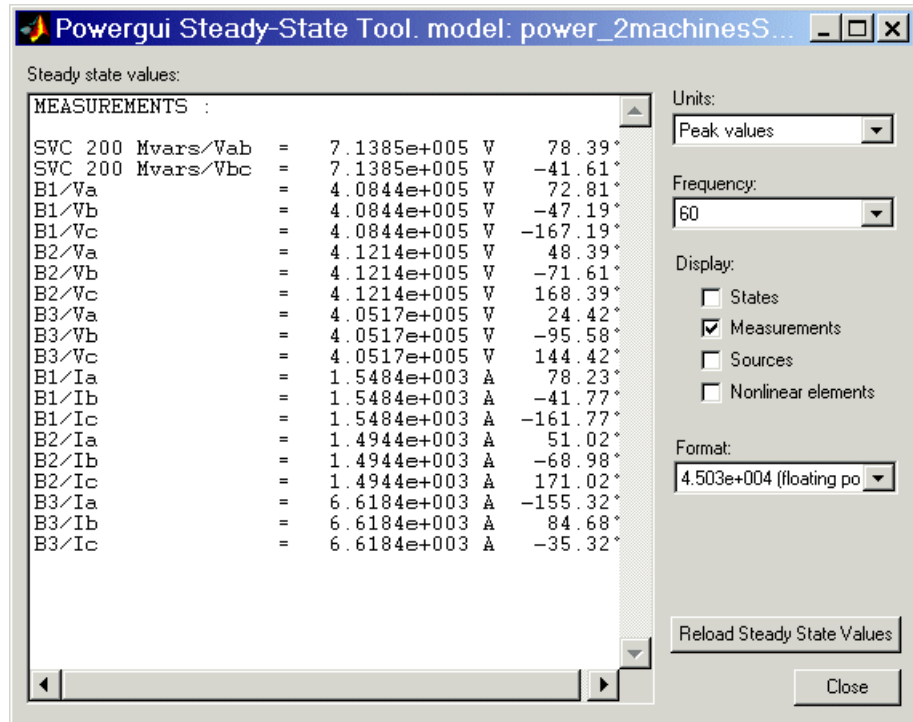 Powergui Steady-State Tool. model: power_2machinesS...
Steady state values:
MEASUREMENTS :
SVC 200 Mvars/Vab = 7.1385e+005 V 78.39°
SVC 200 Mvars/Vbc = 7.1385e+005 V −41.61°
B1/Va = 4.0844e+005 V 72.81°
B1/Vb = 4.0844e+005 V −47.19°
B1/Vc = 4.0844e+005 V −167.19°
B2/Va = 4.1214e+005 V 48.39°
B2/Vb = 4.1214e+005 V −71.61°
B2/Vc = 4.1214e+005 V 168.39°
B3/Va = 4.0517e+005 V 24.42°
B3/Vb = 4.0517e+005 V −95.58°
B3/Vc = 4.0517e+005 V 144.42°
B1/Ia = 1.5484e+003 A 78.23°
B1/Ib = 1.5484e+003 A −41.77°
B1/Ic = 1.5484e+003 A −161.77°
B2/Ia = 1.4944e+003 A 51.02°
B2/Ib = 1.4944e+003 A −68.98°
B2/Ic = 1.4944e+003 A 171.02°
B3/Ia = 6.6184e+003 A −155.32°
B3/Ib = 6.6184e+003 A 84.68°
B3/Ic = 6.6184e+003 A −35.32°
Units:
Peak values
Frequency:
60
Display:
States
Measurements
Sources
Nonlinear elements
Format:
4.503e+004 (floating po
Reload Steady State Values
Close